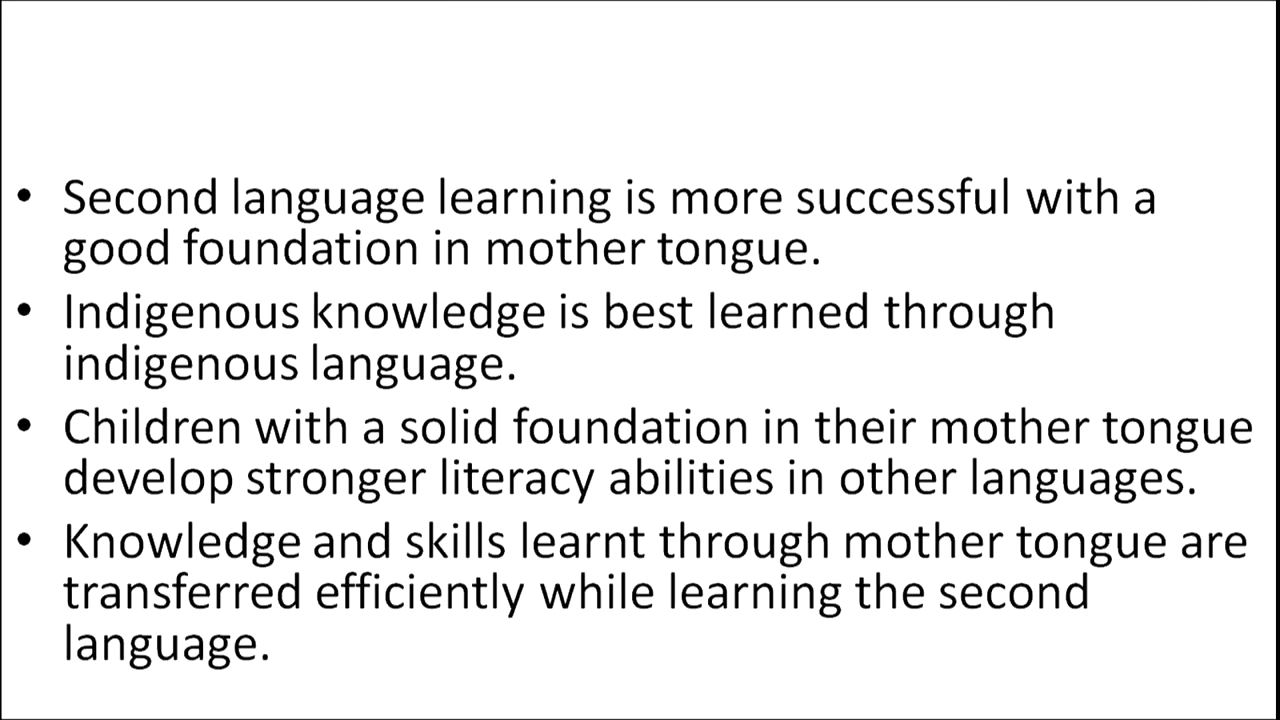 • Second language learning is more successful with a
good foundation in mother tongue.
• Indigenous knowledge is best learned through
indigenous language.
• Children with a solid foundation in their mother tongue
develop stronger literacy abilities in other languages.
• Knowledge and skills learnt through mother tongue are
transferred efficiently while learning the second
language.